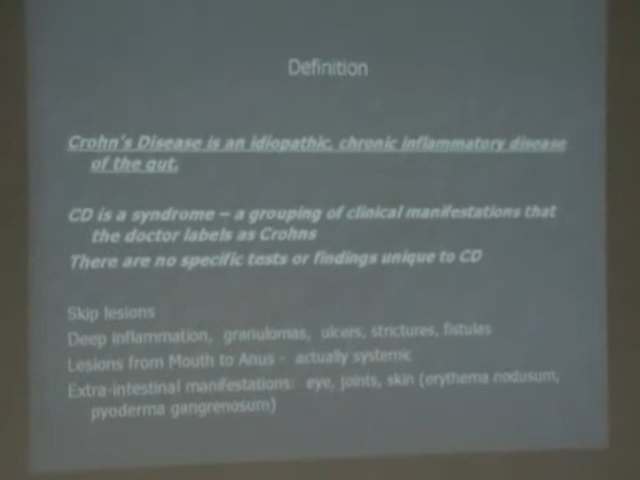 Definition
Crohn's Disease is an idiopathic, chronic inflammatory disease
of the gut.
CD is a syndrome – a grouping of clinical manifestations that
the doctor labels as Crohns
There are no specific tests or findings unique to CD
Skip lesions
Deep Inflammation, granulomas, ulcers, strictures, fistulas
Lesions from Mouth to Anus - actually systemic
Extra-intestinal manifestations: eye, joints, skin (erythema nodusum,
pyoderma gangrenosum)